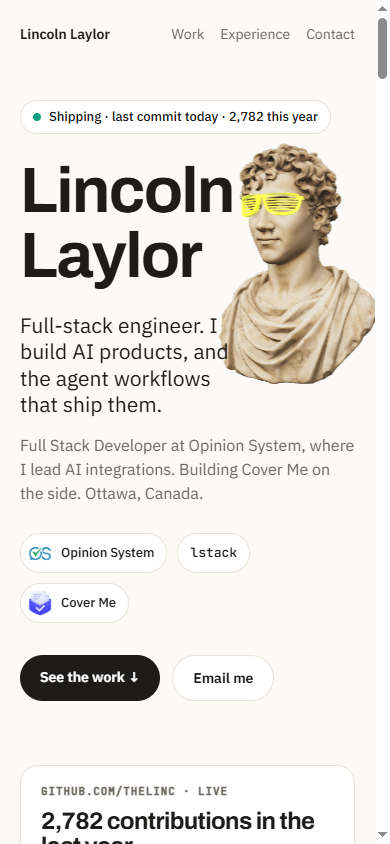 Lincoln Laylor
Work Experience Contact
Shipping · last commit today · 2,782 this year
Lincoln
Laylor
Full-stack engineer. I
build AI products, and
the agent workflows
that ship them.
Full Stack Developer at Opinion System, where
I lead AI integrations. Building Cover Me on
the side. Ottawa, Canada.
Opinion System
lstack
Cover Me
See the work ↓
Email me
GITHUB.COM/THELINC · LIVE
2,782 contributions in the
last year